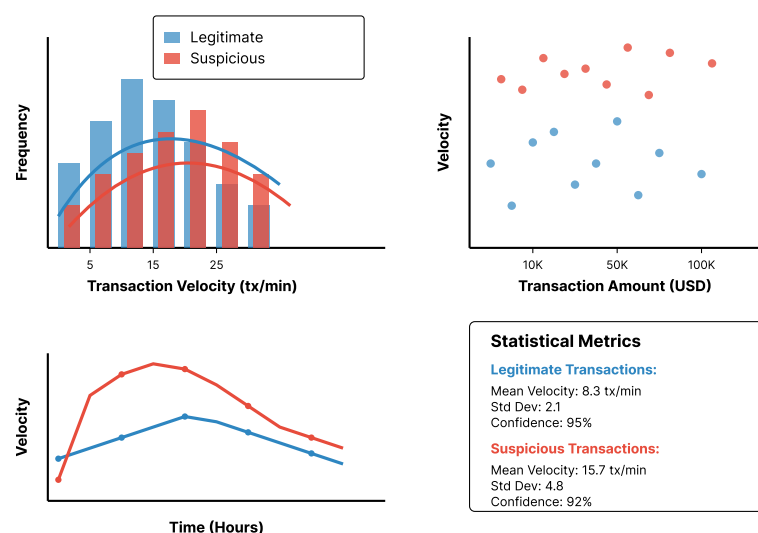 Legitimate
Suspicious
Frequency
5
15
25
Transaction Velocity (tx/min)
Velocity
10K
50K
100K
Transaction Amount (USD)
Velocity
Time (Hours)
Statistical Metrics
Legitimate Transactions:
Mean Velocity: 8.3 tx/min
Std Dev: 2.1
Confidence: 95%
Suspicious Transactions:
Mean Velocity: 15.7 tx/min
Std Dev: 4.8
Confidence: 92%